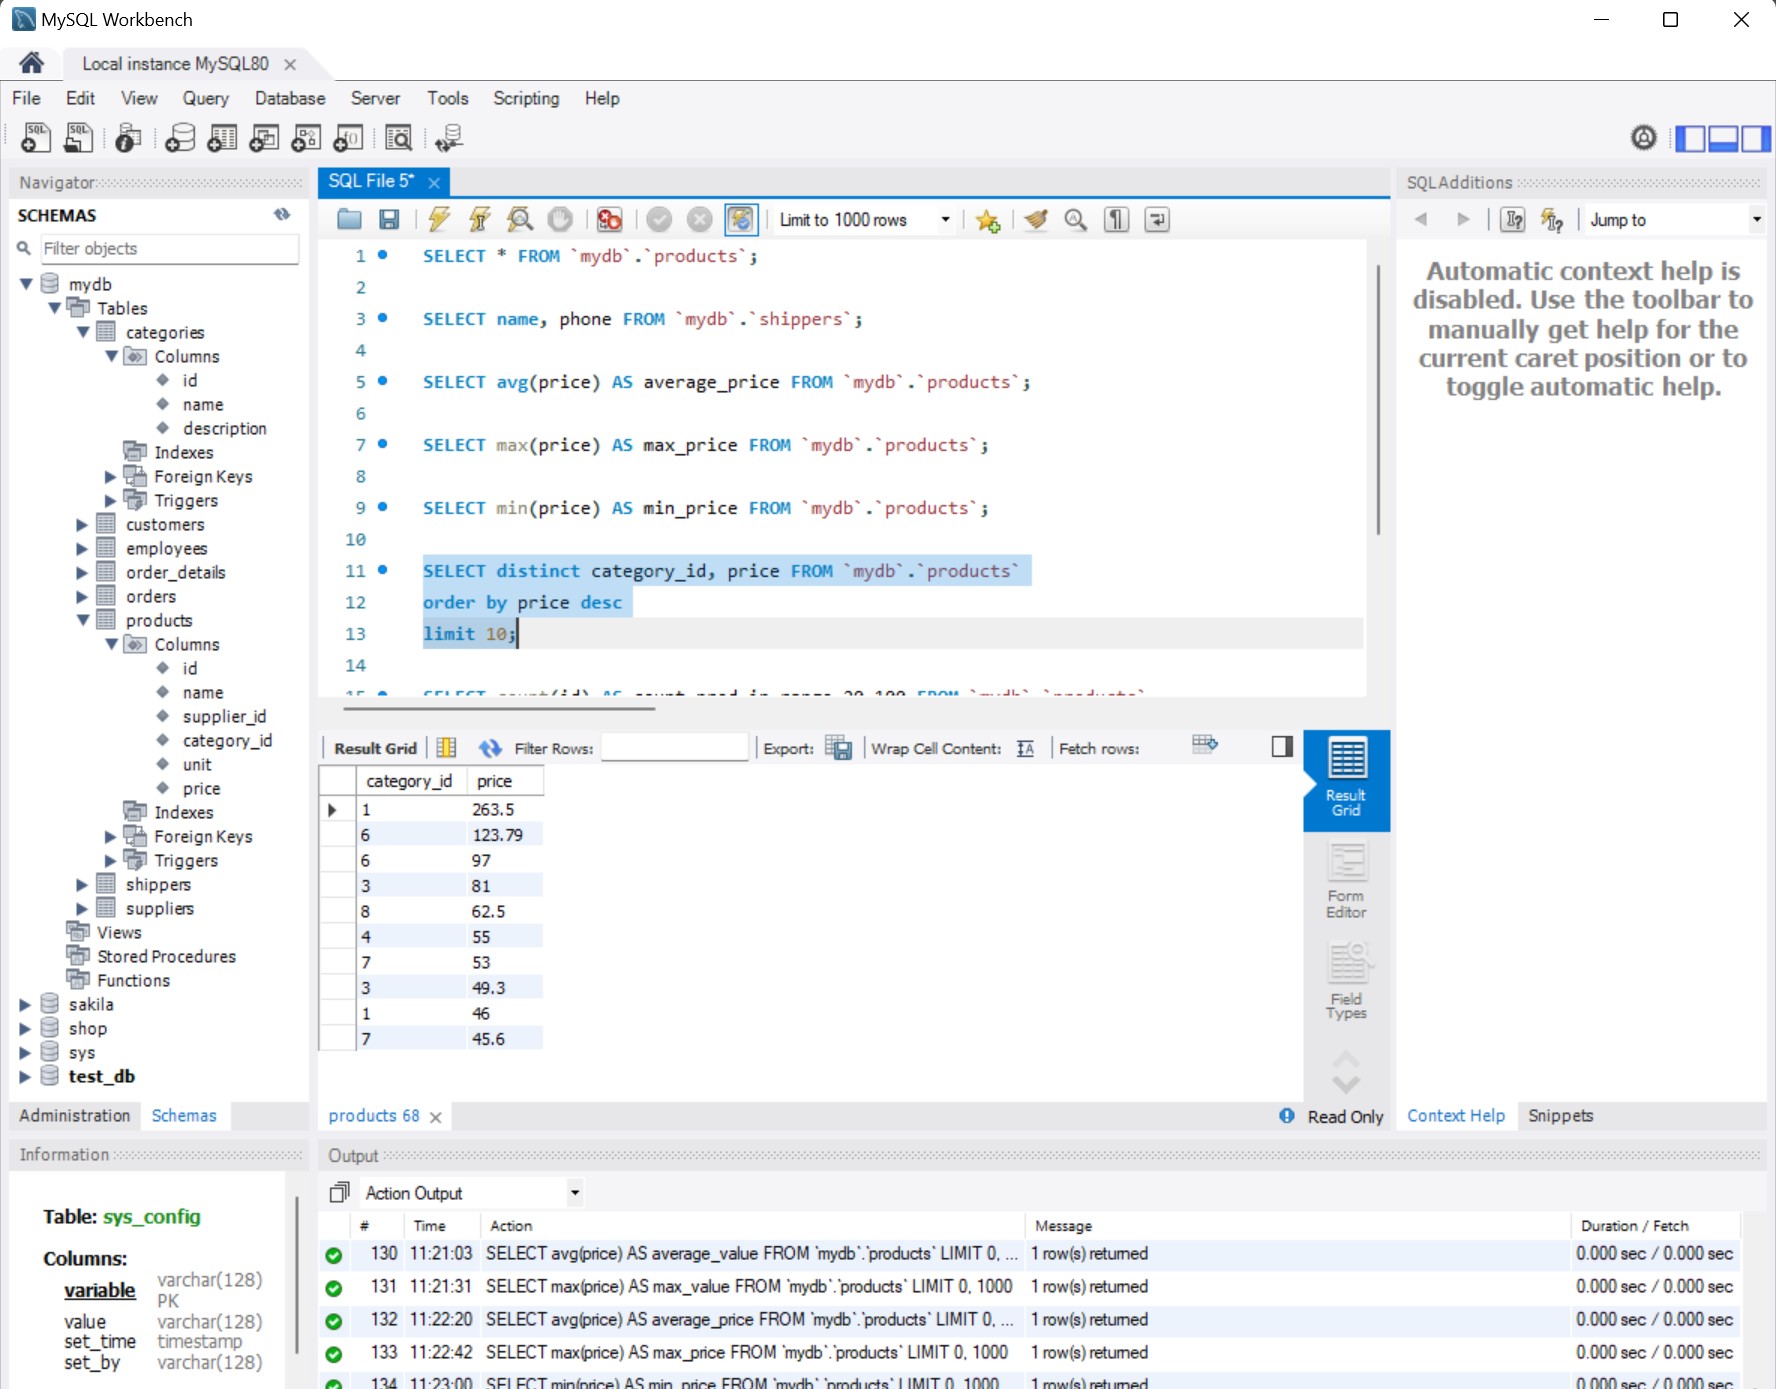 MySQL Workbench
Local instance MySQL80
File Edit View Query Database Server Tools Scripting Help
Navigator
SCHEMAS
Filter objects
mydb
Tables
categories
Columns
id
name
description
Indexes
Foreign Keys
Triggers
customers
employees
order_details
orders
products
Columns
id
name
supplier_id
category_id
unit
price
Indexes
Foreign Keys
Triggers
shippers
suppliers
Views
Stored Procedures
Functions
sakila
shop
sys
test_db
Administration Schemas
Information
Table: sys_config
Columns:
variable varchar(128)
PK
value varchar(128)
set_time timestamp
set_by varchar(128)
SQL File 5*
Limit to 1000 rows
1 SELECT * FROM `mydb`.`products`;
2
3 SELECT name, phone FROM `mydb`.`shippers`;
4
5 SELECT avg(price) AS average_price FROM `mydb`.`products`;
6
7 SELECT max(price) AS max_price FROM `mydb`.`products`;
8
9 SELECT min(price) AS min_price FROM `mydb`.`products`;
10
11 SELECT distinct category_id, price FROM `mydb`.`products`
12 order by price desc
13 limit 10;
14
15 SELECT count(id) AS count_prod_in_range_20_100 FROM `mydb`.`products`
Result Grid Filter Rows: Export: Wrap Cell Content: Fetch rows:
category_id price
1 263.5
6 123.79
6 97
3 81
8 62.5
4 55
7 53
3 49.3
1 46
7 45.6
Result
Grid
Form
Editor
Field
Types
products 68
Read Only
SQLAdditions
Jump to
Automatic context help is
disabled. Use the toolbar to
manually get help for the
current caret position or to
toggle automatic help.
Context Help Snippets
Output
Action Output
# Time Action Message Duration / Fetch
130 11:21:03 SELECT avg(price) AS average_value FROM `mydb`.`products` LIMIT 0, ... 1 row(s) returned 0.000 sec / 0.000 sec
131 11:21:31 SELECT max(price) AS max_value FROM `mydb`.`products` LIMIT 0, 1000 1 row(s) returned 0.000 sec / 0.000 sec
132 11:22:20 SELECT avg(price) AS average_price FROM `mydb`.`products` LIMIT 0, ... 1 row(s) returned 0.000 sec / 0.000 sec
133 11:22:42 SELECT max(price) AS max_price FROM `mydb`.`products` LIMIT 0, 1000 1 row(s) returned 0.000 sec / 0.000 sec
134 11:23:00 SELECT min(price) AS min_price FROM `mydb`.`products` LIMIT 0, 1000 1 row(s) returned 0.000 sec / 0.000 sec